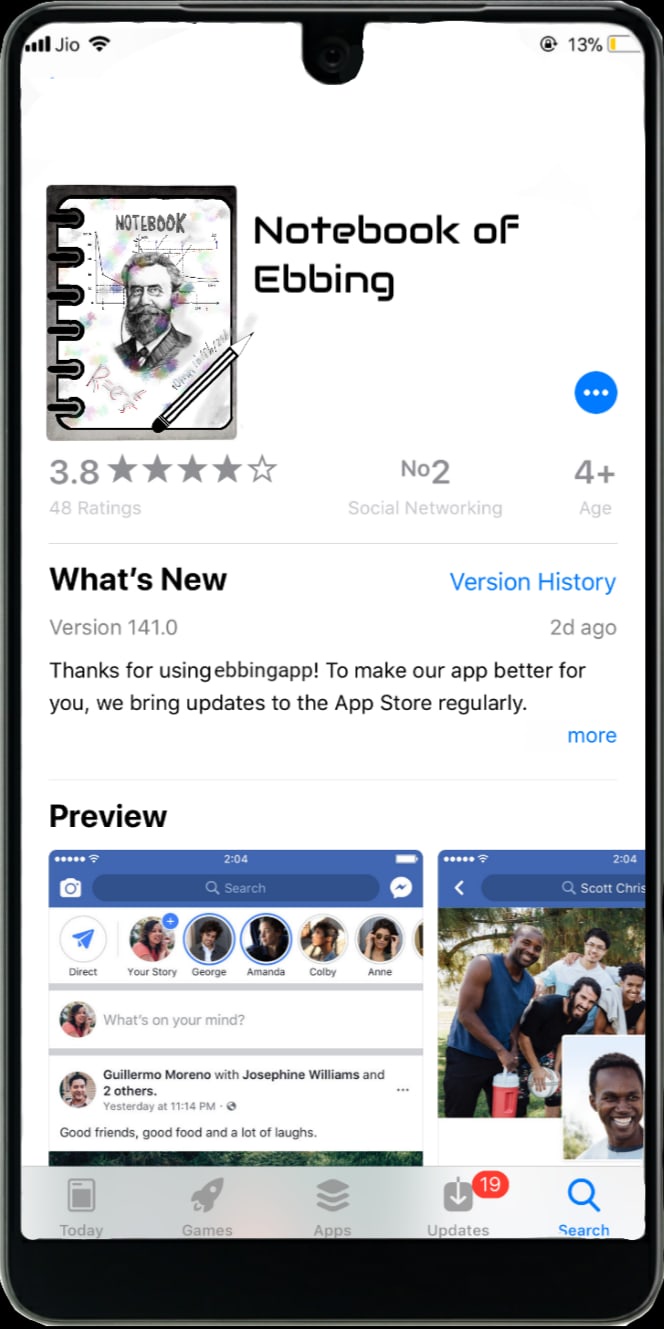 Jio
13%
NOTEBOOK
Notebook of
Ebbing
3.8
48 Ratings
No2
Social Networking
4+
Age
What's New
Version History
Version 141.0
2d ago
Thanks for using ebbingapp! To make our app better for
you, we bring updates to the App Store regularly.
more
Preview
2:04
Search
Direct
Your Story
George
Amanda
Colby
Anne
What's on your mind?
Guillermo Moreno with Josephine Williams and
2 others.
Yesterday at 11:14 PM ·
Good friends, good food and a lot of laughs.
2:04
Scott Chris
Today
Games
Apps
19
Updates
Search